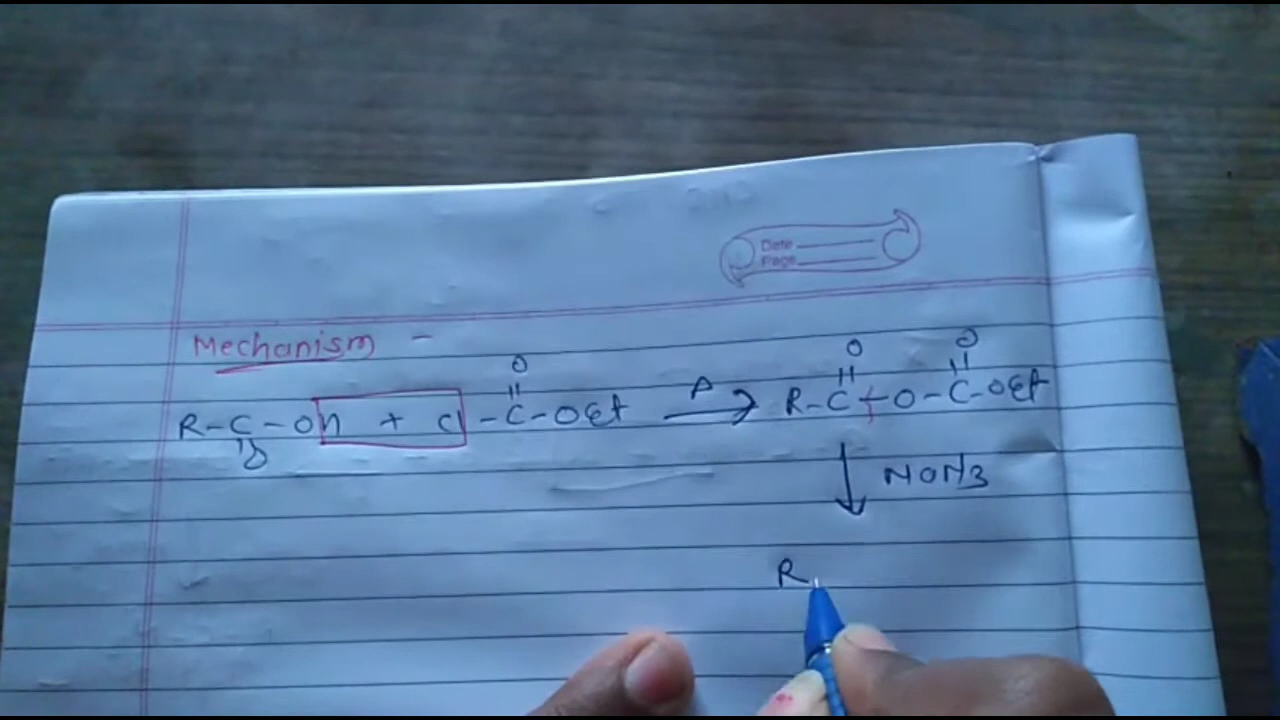 Date
Page
Mechanism -
O O O
|| || ||
R-C-OH + Cl-C-OEt Δ→ R-C-O-C-OEt
||
O
↓ NaN3
R